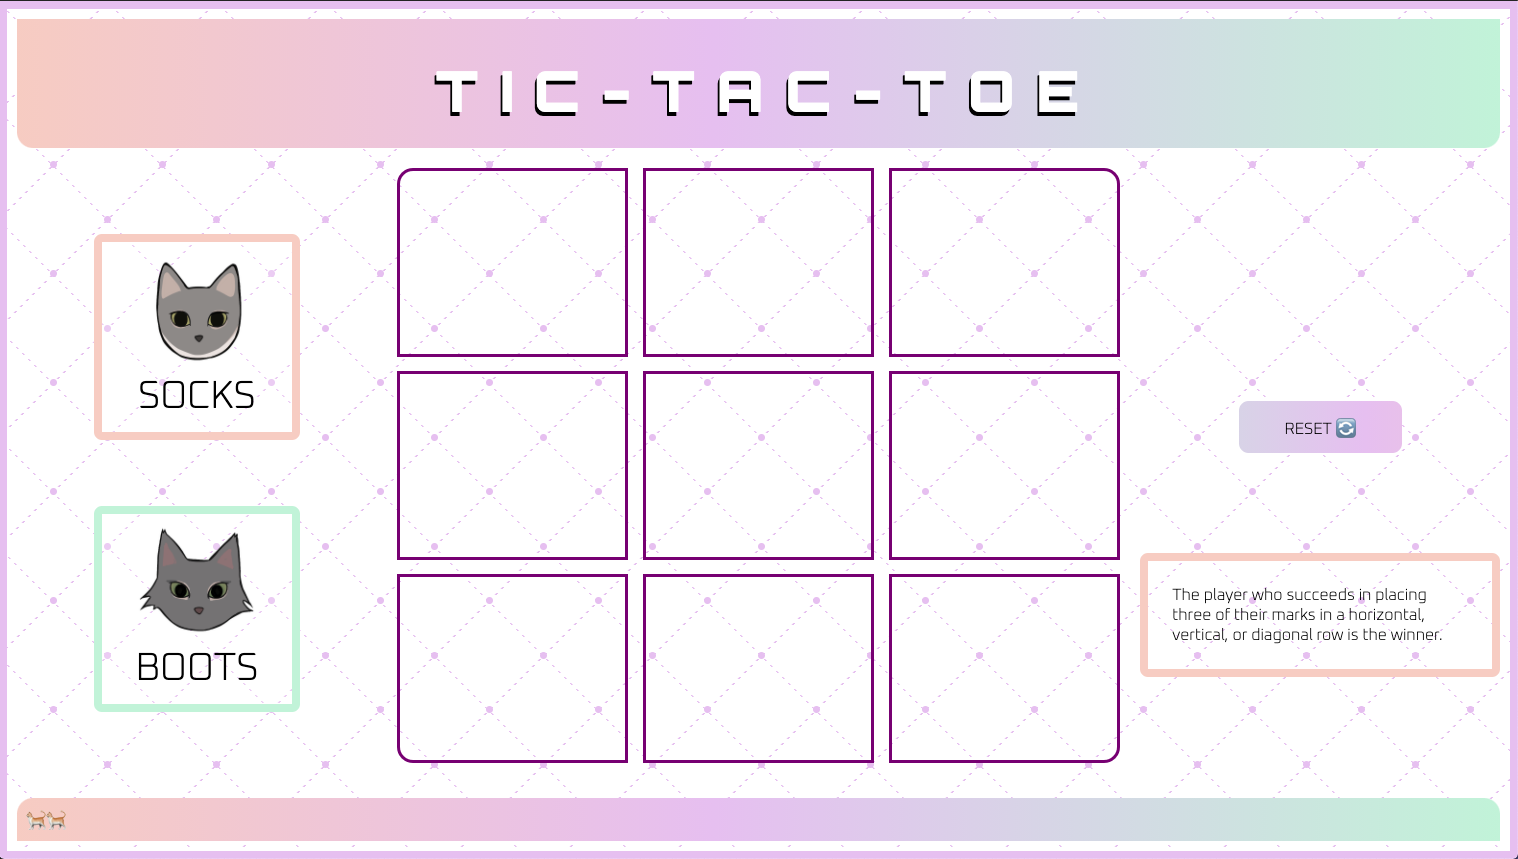 TIC-TAC-TOE
SOCKS
BOOTS
RESET
The player who succeeds in placing
three of their marks in a horizontal,
vertical, or diagonal row is the winner.